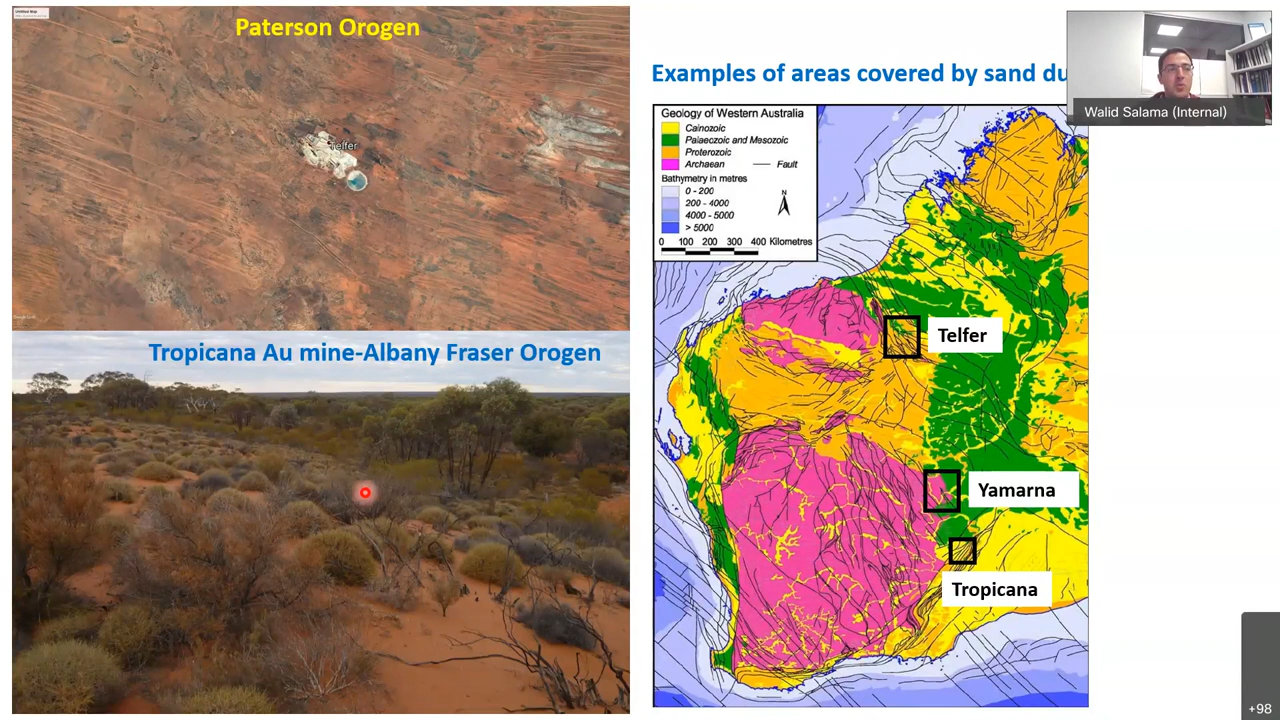 Paterson Orogen
Telfer
Tropicana Au mine-Albany Fraser Orogen
Examples of areas covered by sand du
Walid Salama (Internal)
Geology of Western Australia
Cainozoic
Palaeozoic and Mesozoic
Proterozoic
Archaean
Fault
Bathymetry in metres
0 - 200
N
200 - 4000
4000 - 5000
> 5000
0 100 200 300 400 Kilometres
Telfer
Yamarna
Tropicana
+98